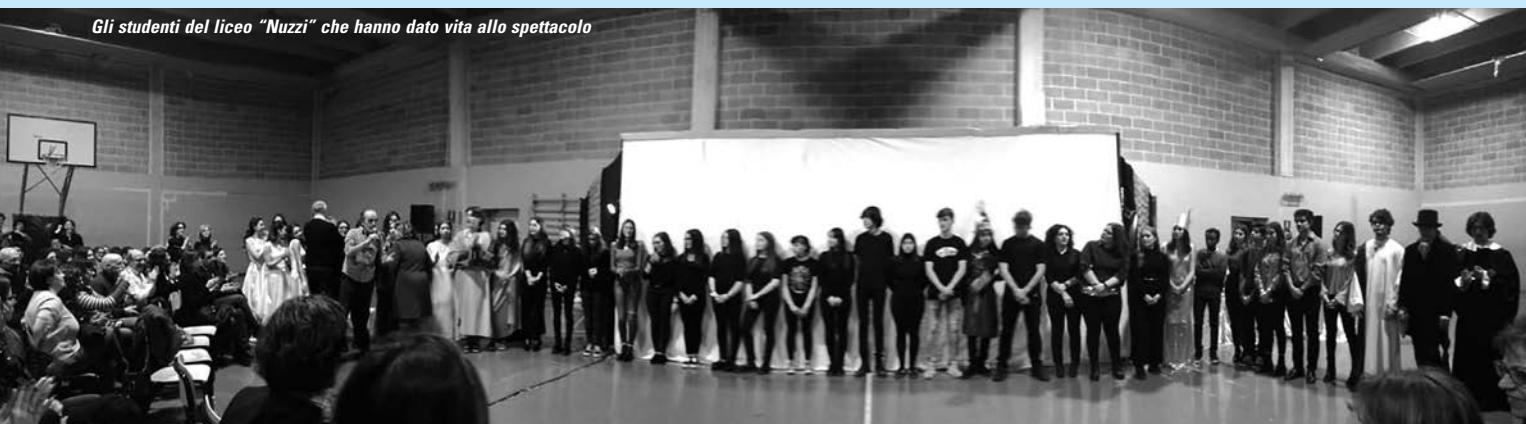 Gli studenti del liceo “Nuzzi” che hanno dato vita allo spettacolo